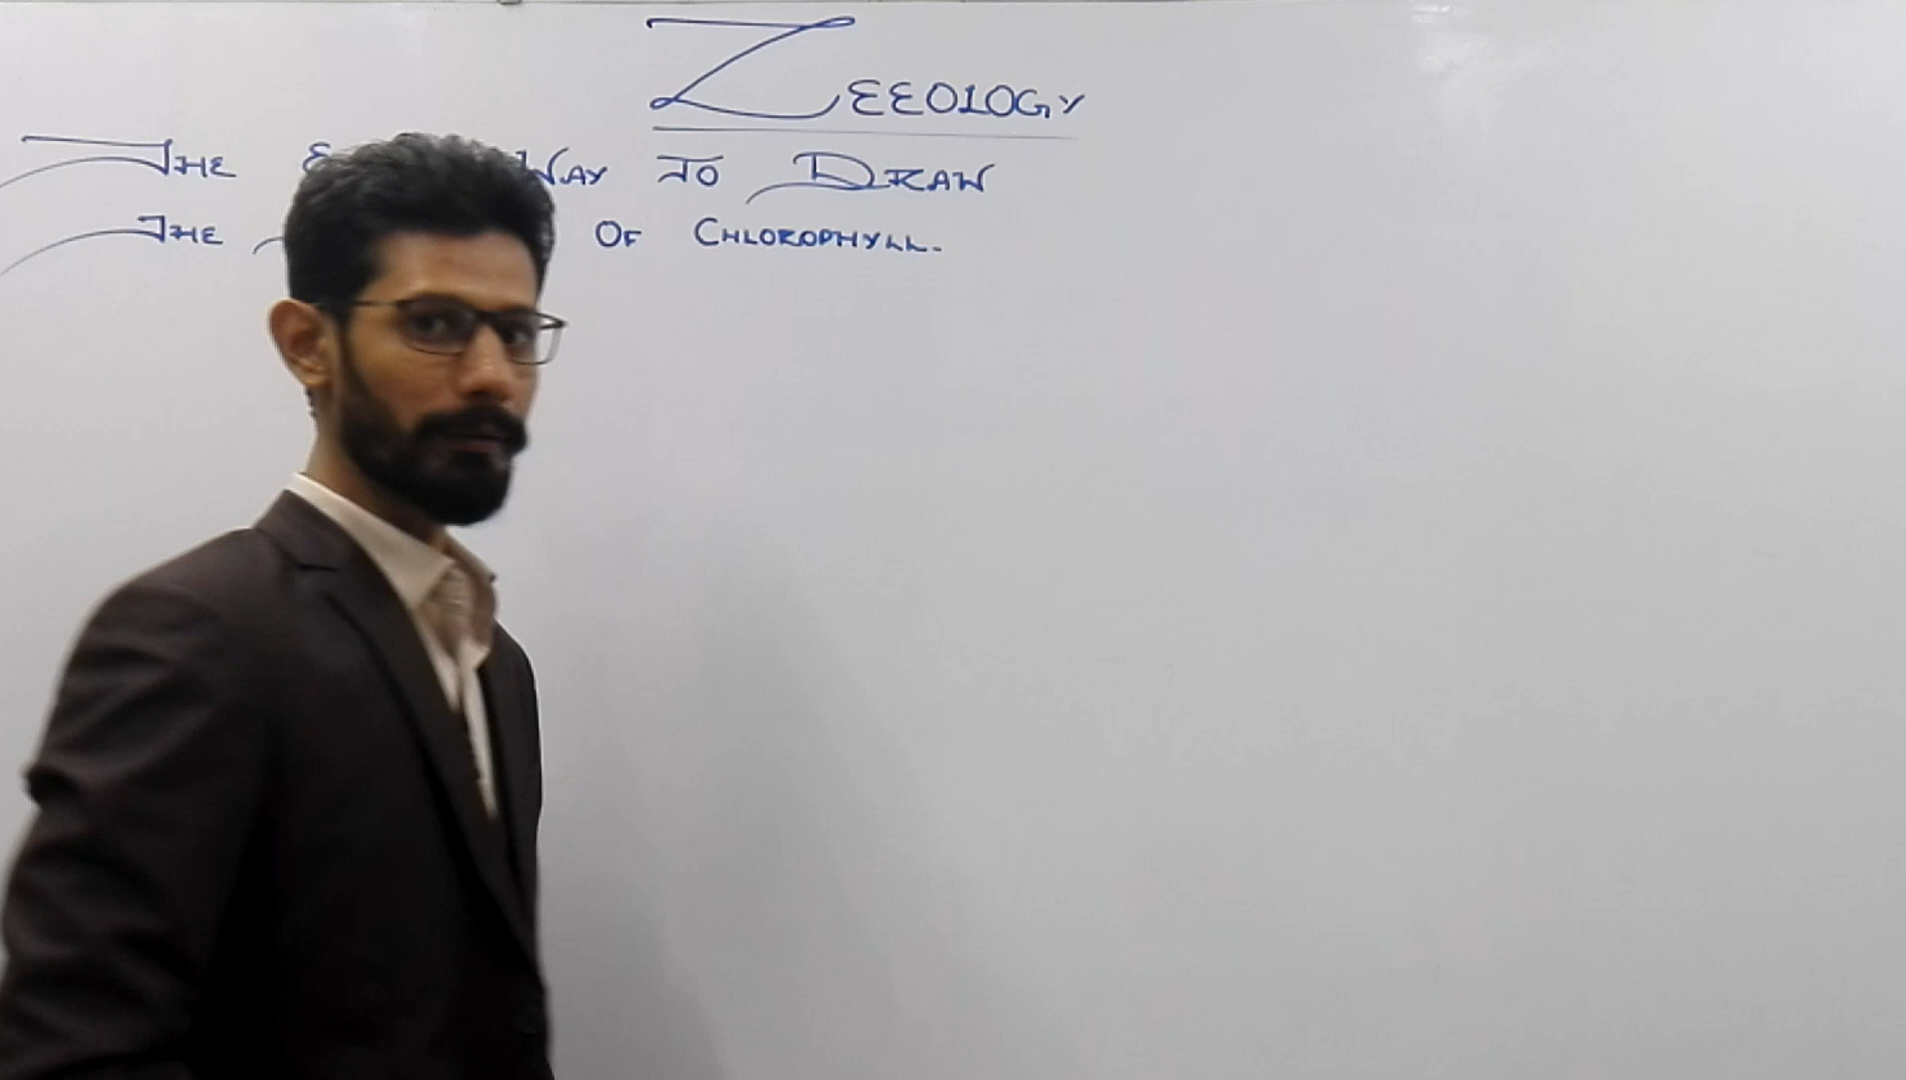 ZEEOLOGY
THE WAY TO DRAW
THE OF CHLOROPHYLL.